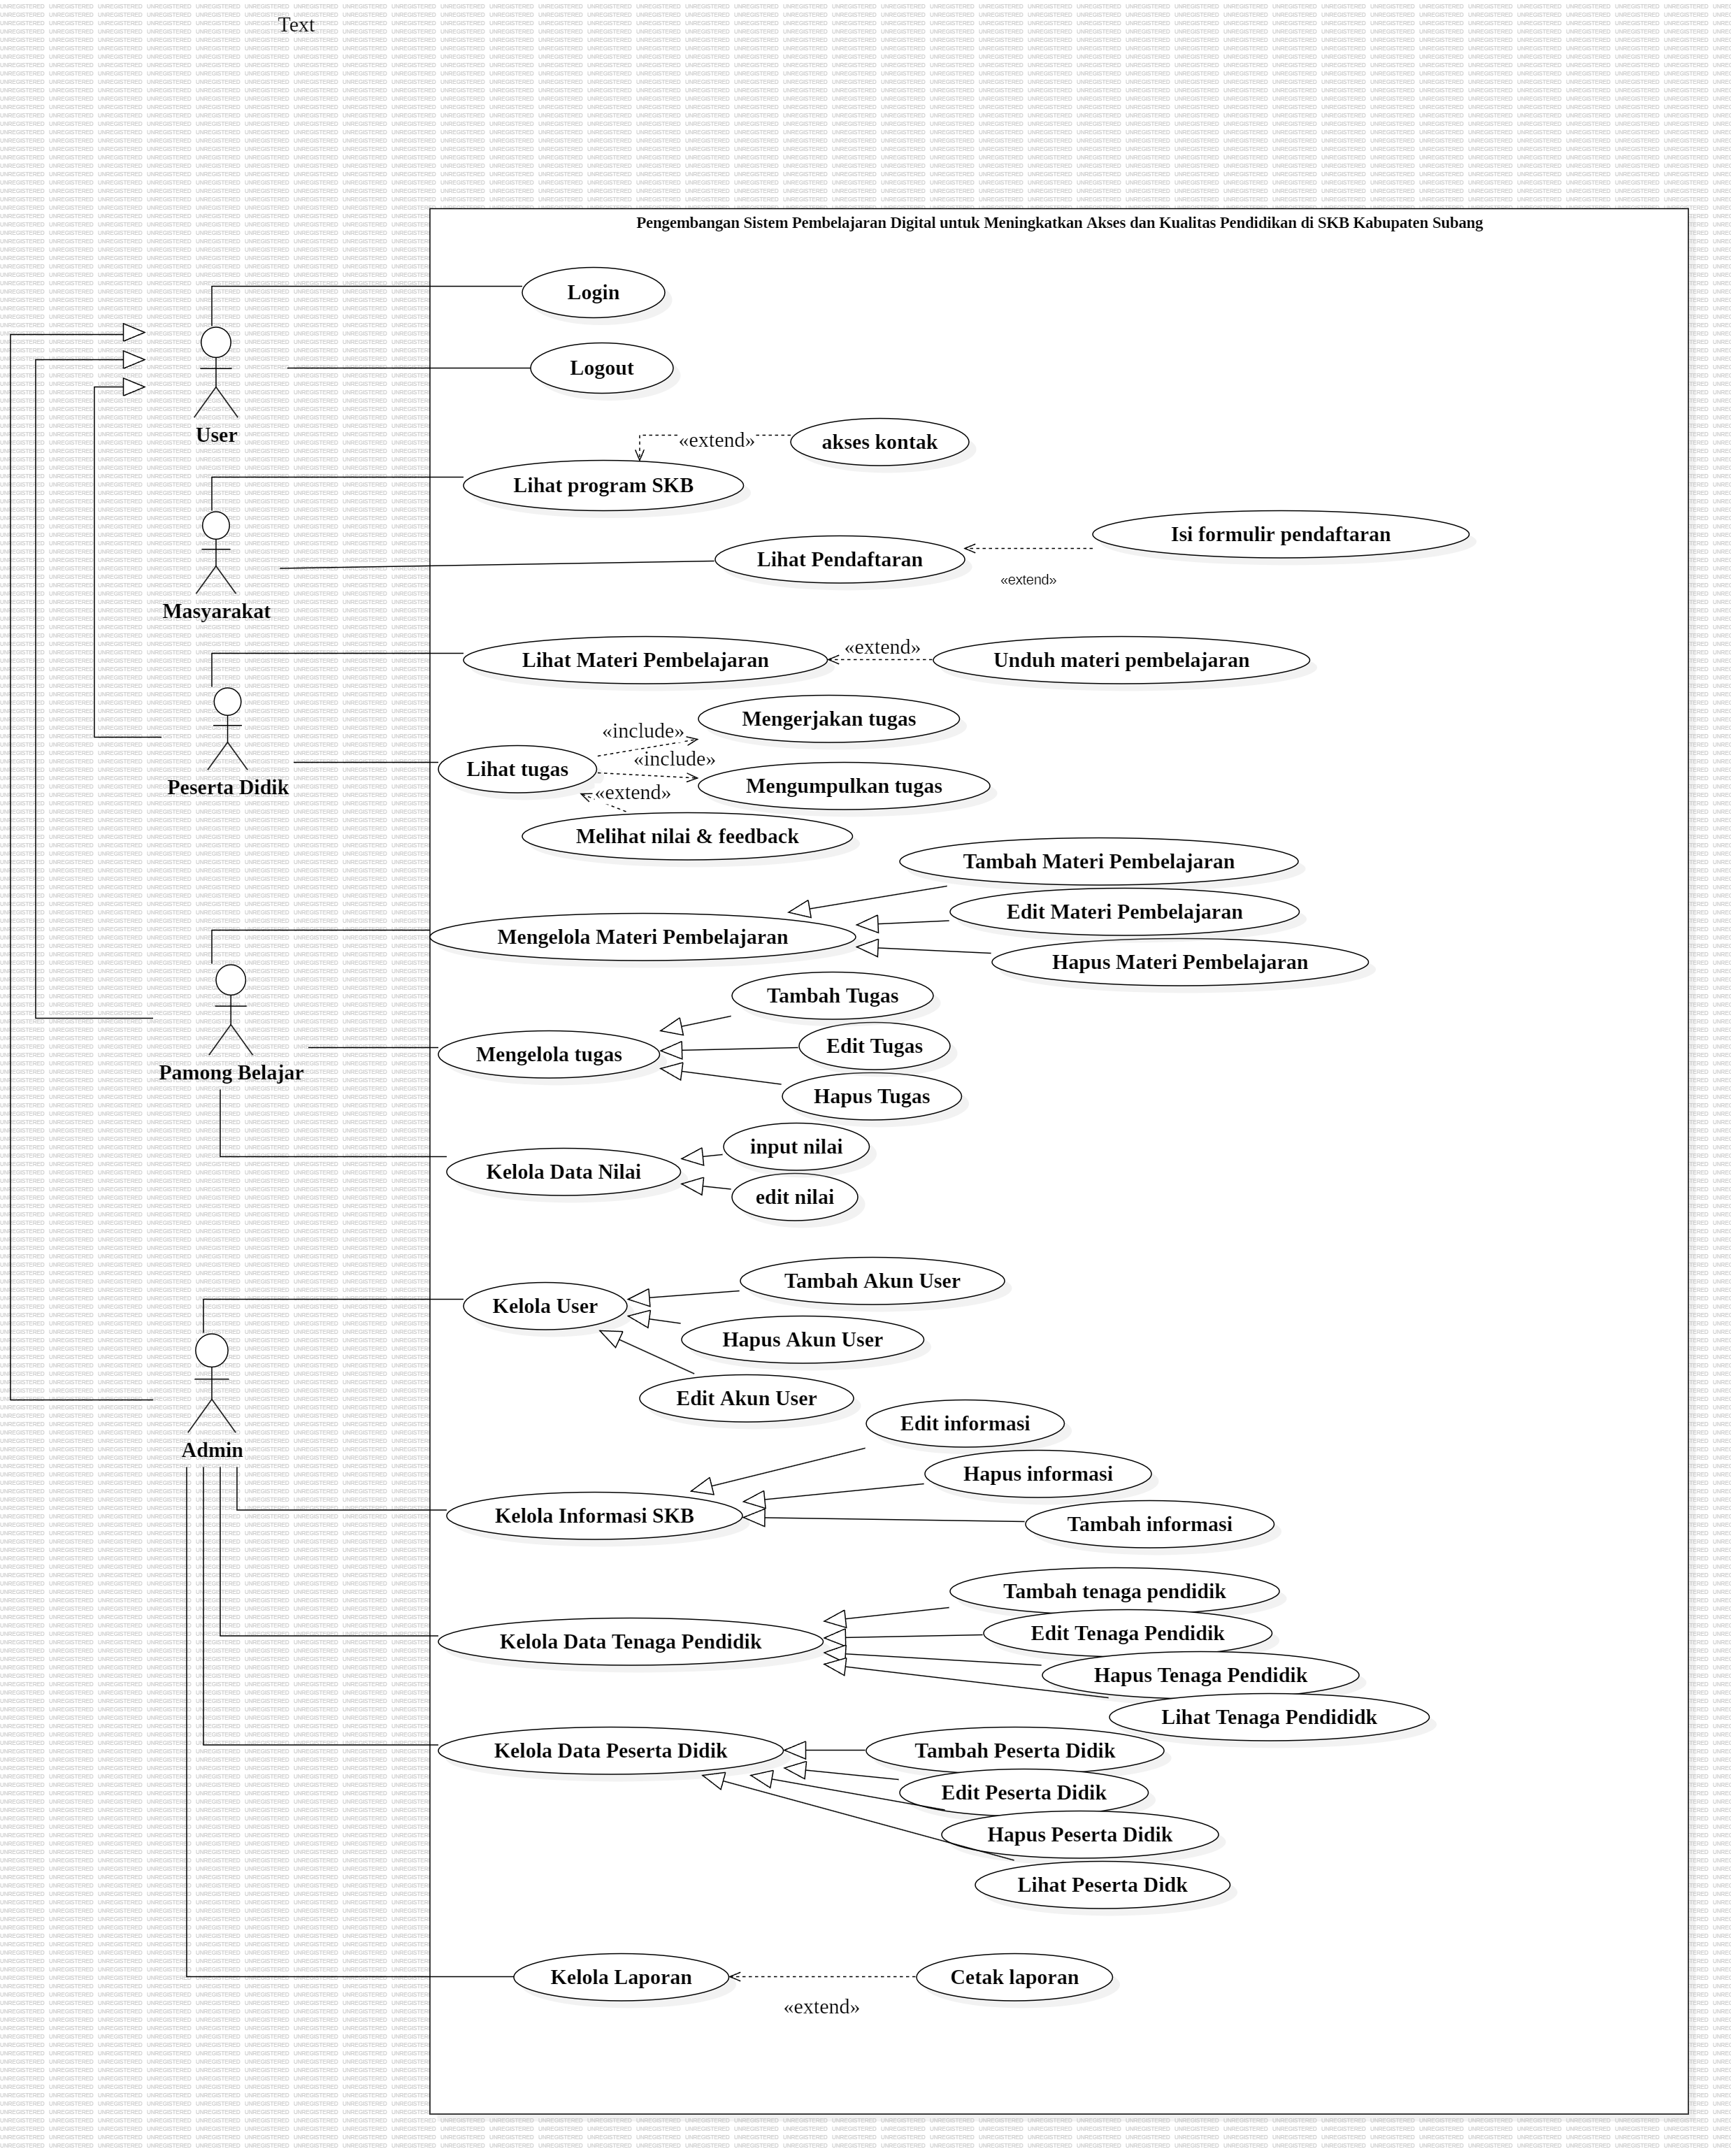 Text
Pengembangan Sistem Pembelajaran Digital untuk Meningkatkan Akses dan Kualitas Pendidikan di SKB Kabupaten Subang
Login
Logout
User
«extend»
akses kontak
Lihat program SKB
Isi formulir pendaftaran
Lihat Pendaftaran
«extend»
Masyarakat
Lihat Materi Pembelajaran
«extend»
Unduh materi pembelajaran
Mengerjakan tugas
«include»
«include»
Lihat tugas
Mengumpulkan tugas
«extend»
Peserta Didik
Melihat nilai & feedback
Tambah Materi Pembelajaran
Edit Materi Pembelajaran
Mengelola Materi Pembelajaran
Hapus Materi Pembelajaran
Tambah Tugas
Edit Tugas
Mengelola tugas
Pamong Belajar
Hapus Tugas
input nilai
Kelola Data Nilai
edit nilai
Tambah Akun User
Kelola User
Hapus Akun User
Edit Akun User
Edit informasi
Admin
Hapus informasi
Kelola Informasi SKB
Tambah informasi
Tambah tenaga pendidik
Edit Tenaga Pendidik
Kelola Data Tenaga Pendidik
Hapus Tenaga Pendidik
Lihat Tenaga Pendididk
Kelola Data Peserta Didik
Tambah Peserta Didik
Edit Peserta Didik
Hapus Peserta Didik
Lihat Peserta Didk
Kelola Laporan
Cetak laporan
«extend»
UNREGISTERED